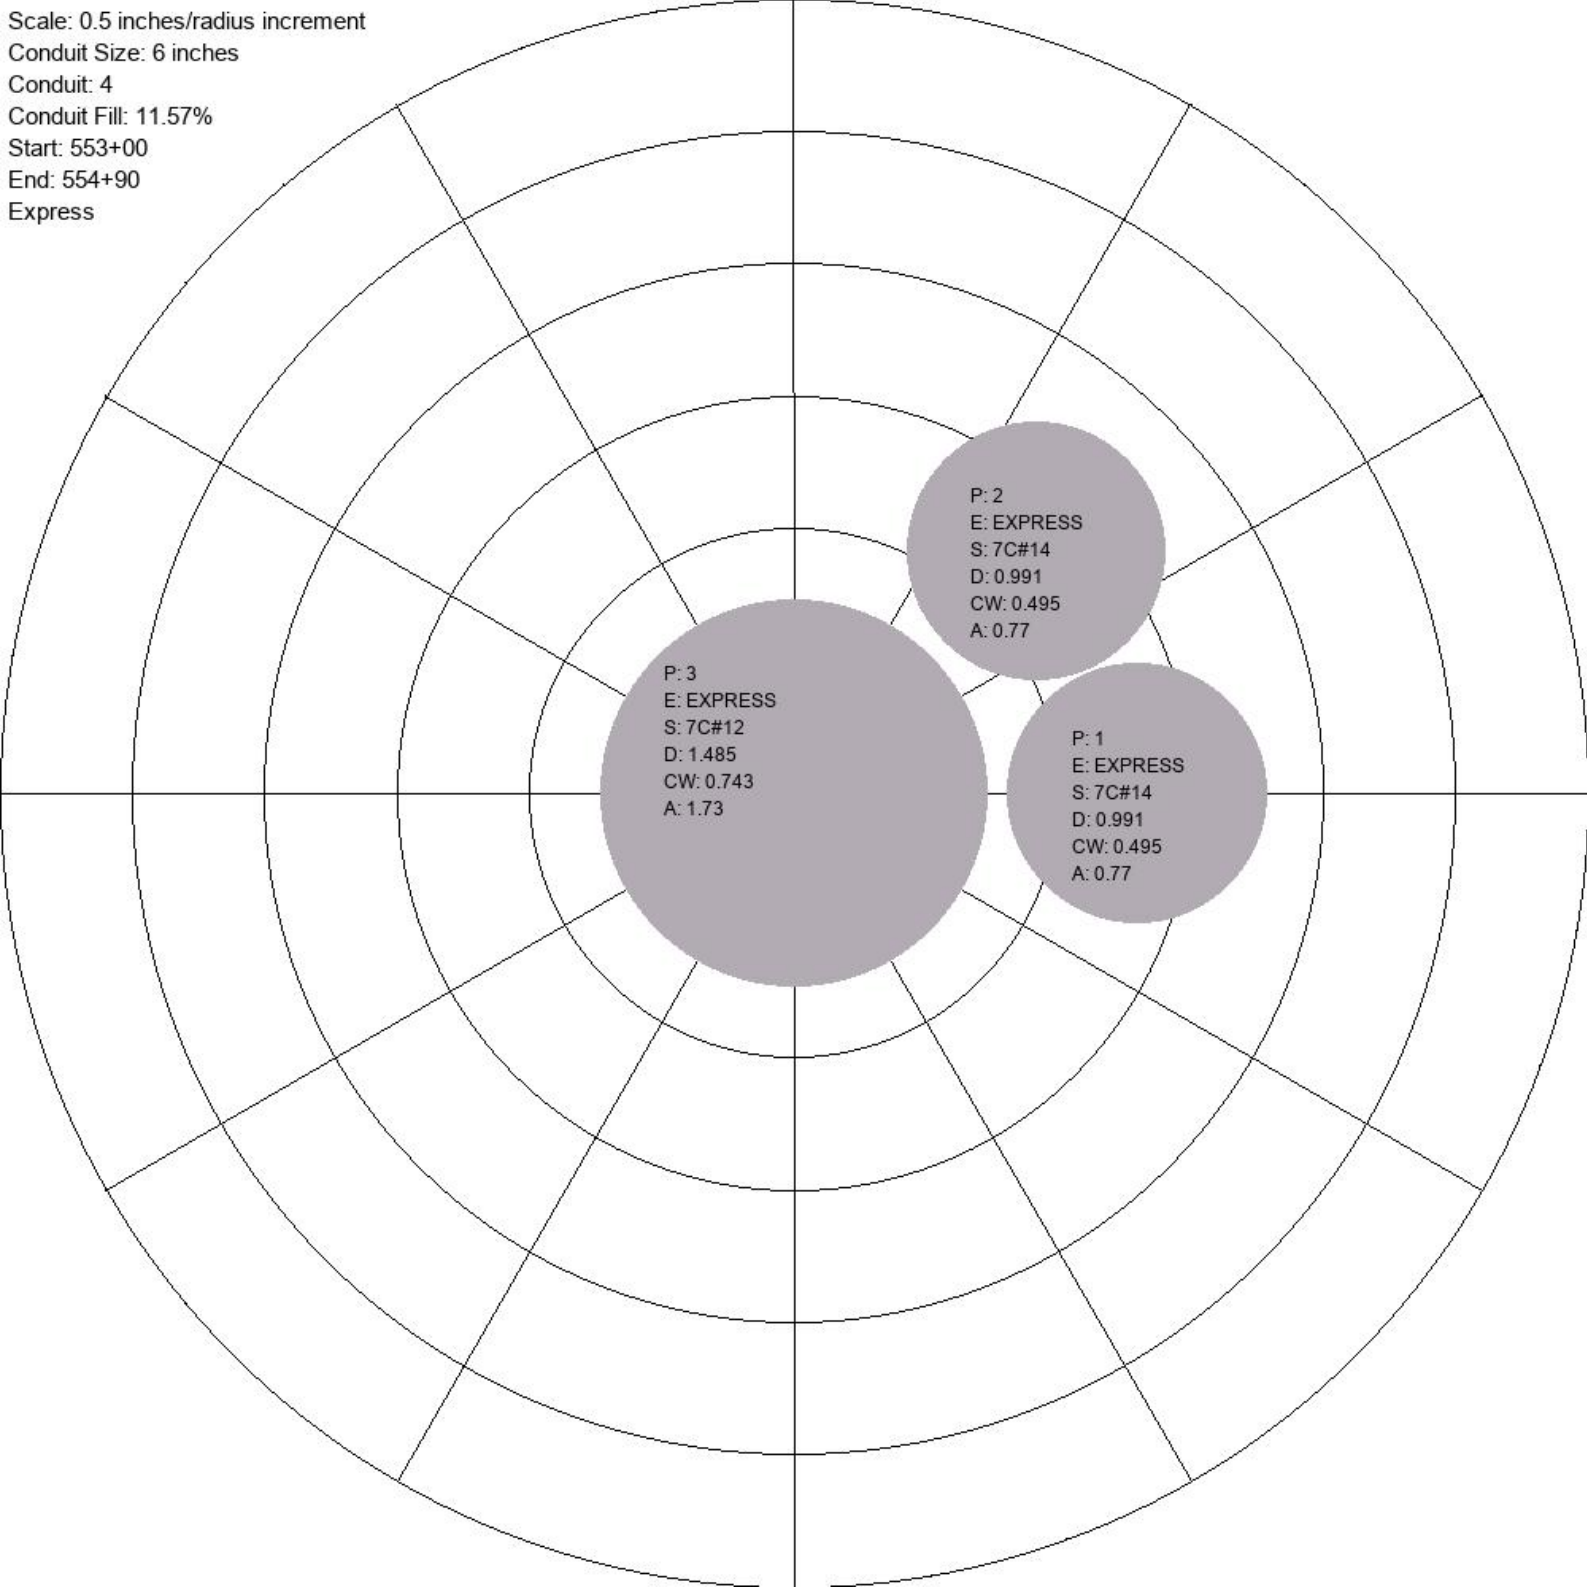 Scale: 0.5 inches/radius increment
Conduit Size: 6 inches
Conduit: 4
Conduit Fill: 11.57%
Start: 553+00
End: 554+90
Express
P: 2
E: EXPRESS
S: 7C#14
D: 0.991
CW: 0.495
A: 0.77
P: 3
E: EXPRESS
S: 7C#12
D: 1.485
CW: 0.743
A: 1.73
P: 1
E: EXPRESS
S: 7C#14
D: 0.991
CW: 0.495
A: 0.77